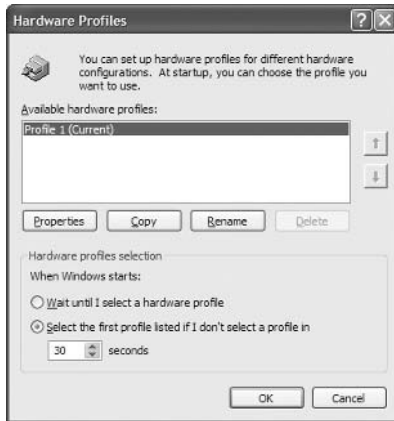 Hardware Profiles
You can set up hardware profiles for different hardware
configurations. At startup, you can choose the profile you
want to use.
Available hardware profiles:
Profile 1 (Current)
Properties Copy Rename Delete
Hardware profiles selection
When Windows starts:
Wait until I select a hardware profile
Select the first profile listed if I don't select a profile in
30 seconds
OK Cancel